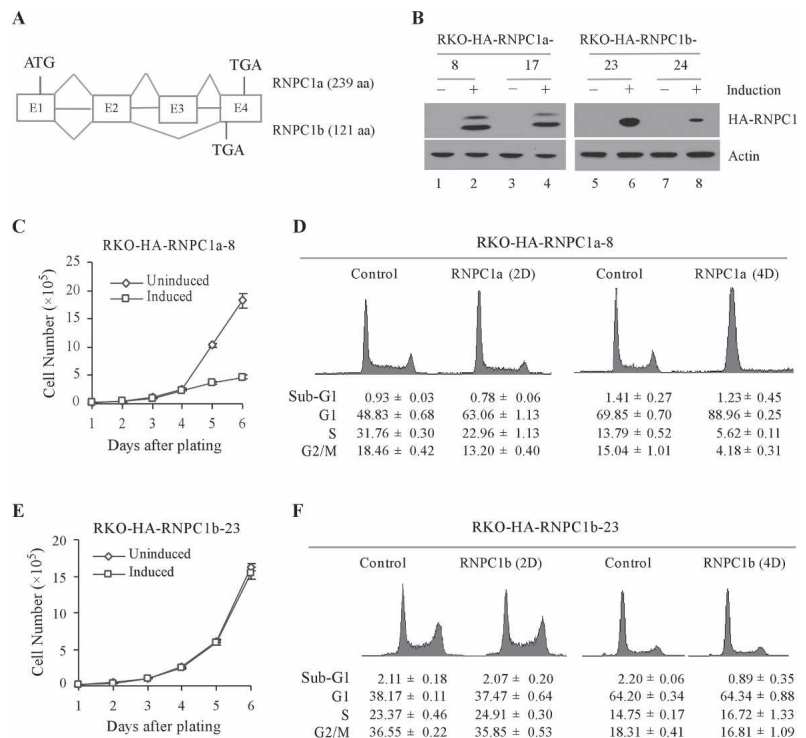 A
ATG
TGA
RNPC1a (239 aa)
E1
E2
E3
E4
RNPC1b (121 aa)
TGA
B
RKO-HA-RNPC1a- RKO-HA-RNPC1b-
8 17 23 24
− + − + − + − + Induction
HA-RNPC1
Actin
1 2 3 4 5 6 7 8
C
RKO-HA-RNPC1a-8
Uninduced
Induced
Cell Number (×10⁵)
25
20
15
10
5
0
1 2 3 4 5 6
Days after plating
D
RKO-HA-RNPC1a-8
Control RNPC1a (2D) Control RNPC1a (4D)
Sub-G1 0.93 ± 0.03 0.78 ± 0.06 1.41 ± 0.27 1.23 ± 0.45
G1 48.83 ± 0.68 63.06 ± 1.13 69.85 ± 0.70 88.96 ± 0.25
S 31.76 ± 0.30 22.96 ± 1.13 13.79 ± 0.52 5.62 ± 0.11
G2/M 18.46 ± 0.42 13.20 ± 0.40 15.04 ± 1.01 4.18 ± 0.31
E
RKO-HA-RNPC1b-23
Uninduced
Induced
Cell Number (×10⁵)
20
15
10
5
0
1 2 3 4 5 6
Days after plating
F
RKO-HA-RNPC1b-23
Control RNPC1b (2D) Control RNPC1b (4D)
Sub-G1 2.11 ± 0.18 2.07 ± 0.20 2.20 ± 0.06 0.89 ± 0.35
G1 38.17 ± 0.11 37.47 ± 0.64 64.20 ± 0.34 64.34 ± 0.88
S 23.37 ± 0.46 24.91 ± 0.30 14.75 ± 0.17 16.72 ± 1.33
G2/M 36.55 ± 0.22 35.85 ± 0.53 18.31 ± 0.41 16.81 ± 1.09